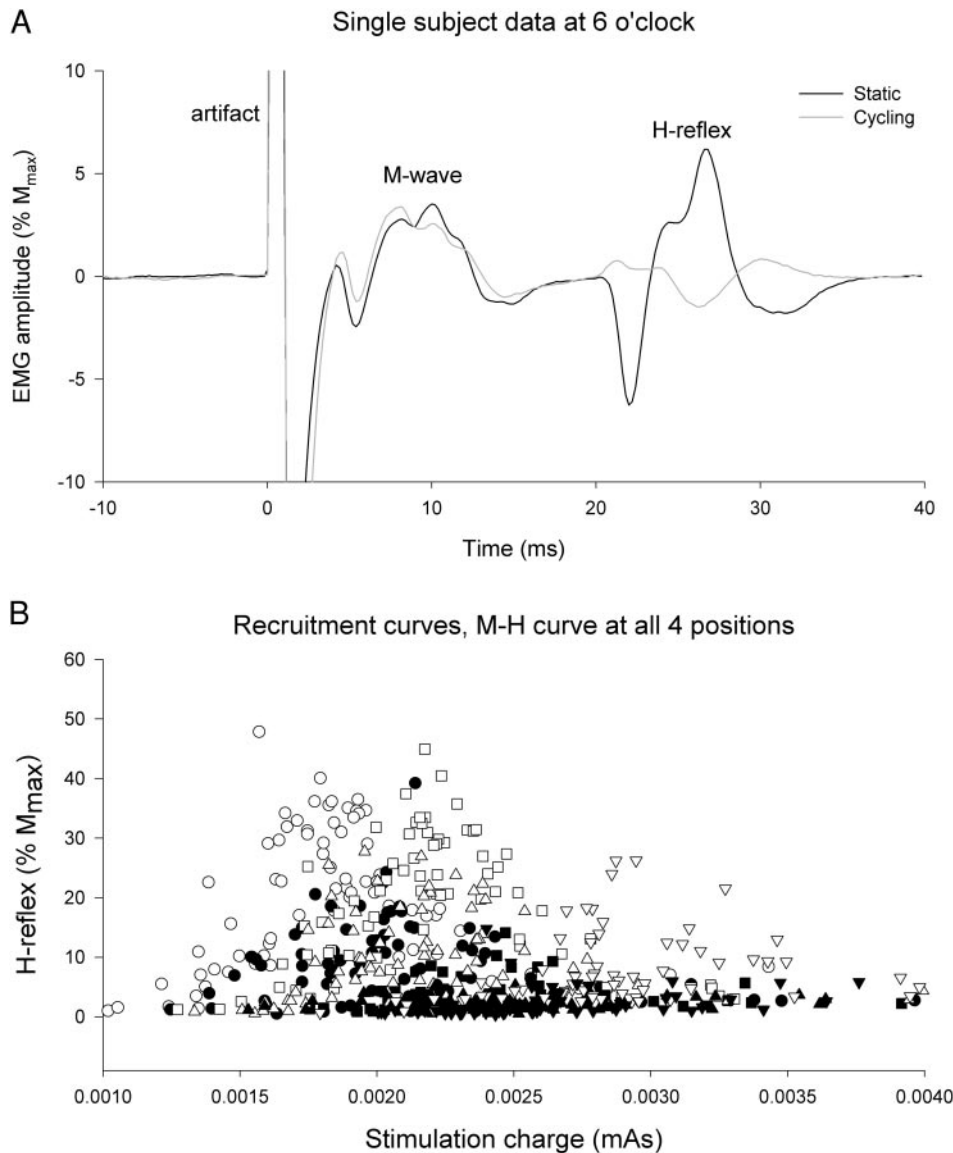 A
Single subject data at 6 o'clock
10
5
0
-5
-10
EMG amplitude (% Mmax)
artifact
M-wave
H-reflex
Static
Cycling
-10 0 10 20 30 40
Time (ms)
B
Recruitment curves, M-H curve at all 4 positions
60
50
40
30
20
10
0
H-reflex (% Mmax)
0.0010 0.0015 0.0020 0.0025 0.0030 0.0035 0.0040
Stimulation charge (mAs)